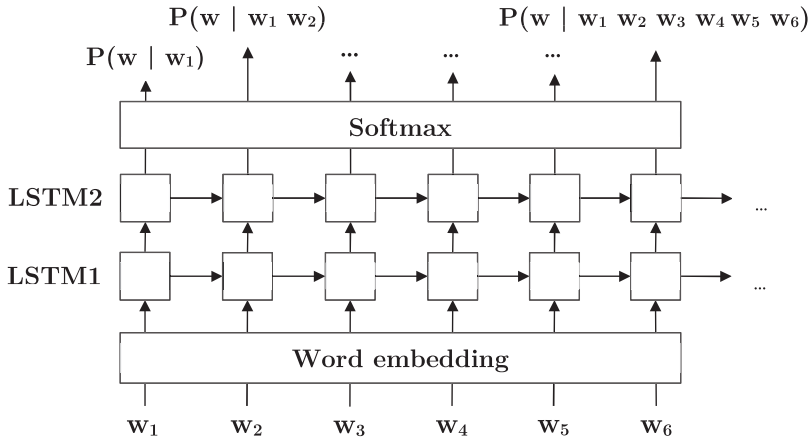 P(w | w₁ w₂) P(w | w₁ w₂ w₃ w₄ w₅ w₆)
P(w | w₁) ... ... ...
Softmax
LSTM2 ...
LSTM1 ...
Word embedding
w₁ w₂ w₃ w₄ w₅ w₆